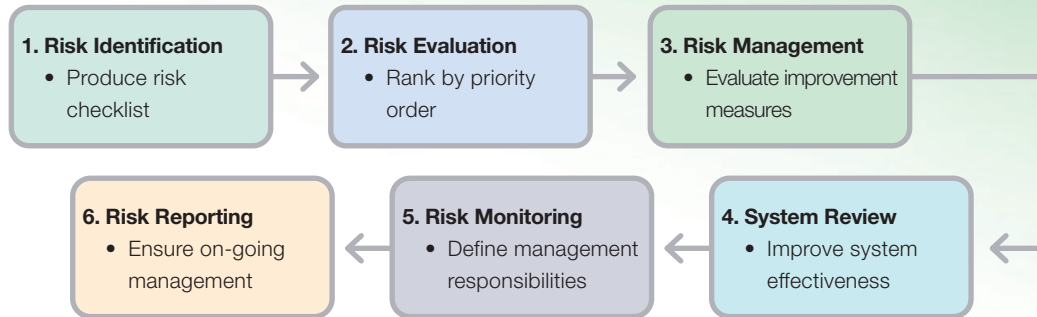 1. Risk Identification
• Produce risk
checklist
2. Risk Evaluation
• Rank by priority
order
3. Risk Management
• Evaluate improvement
measures
4. System Review
• Improve system
effectiveness
5. Risk Monitoring
• Define management
responsibilities
6. Risk Reporting
• Ensure on-going
management